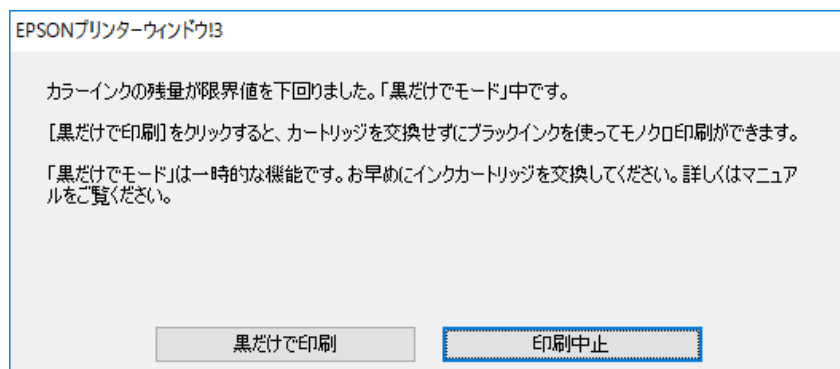 EPSONプリンターウィンドウ!3
カラーインクの残量が限界値を下回りました。「黒だけでモード」中です。
[黒だけで印刷]をクリックすると、カートリッジを交換せずにブラックインクを使ってモノクロ印刷ができます。
「黒だけでモード」は一時的な機能です。お早めにインクカートリッジを交換してください。詳しくはマニュア
ルをご覧ください。
黒だけで印刷
印刷中止